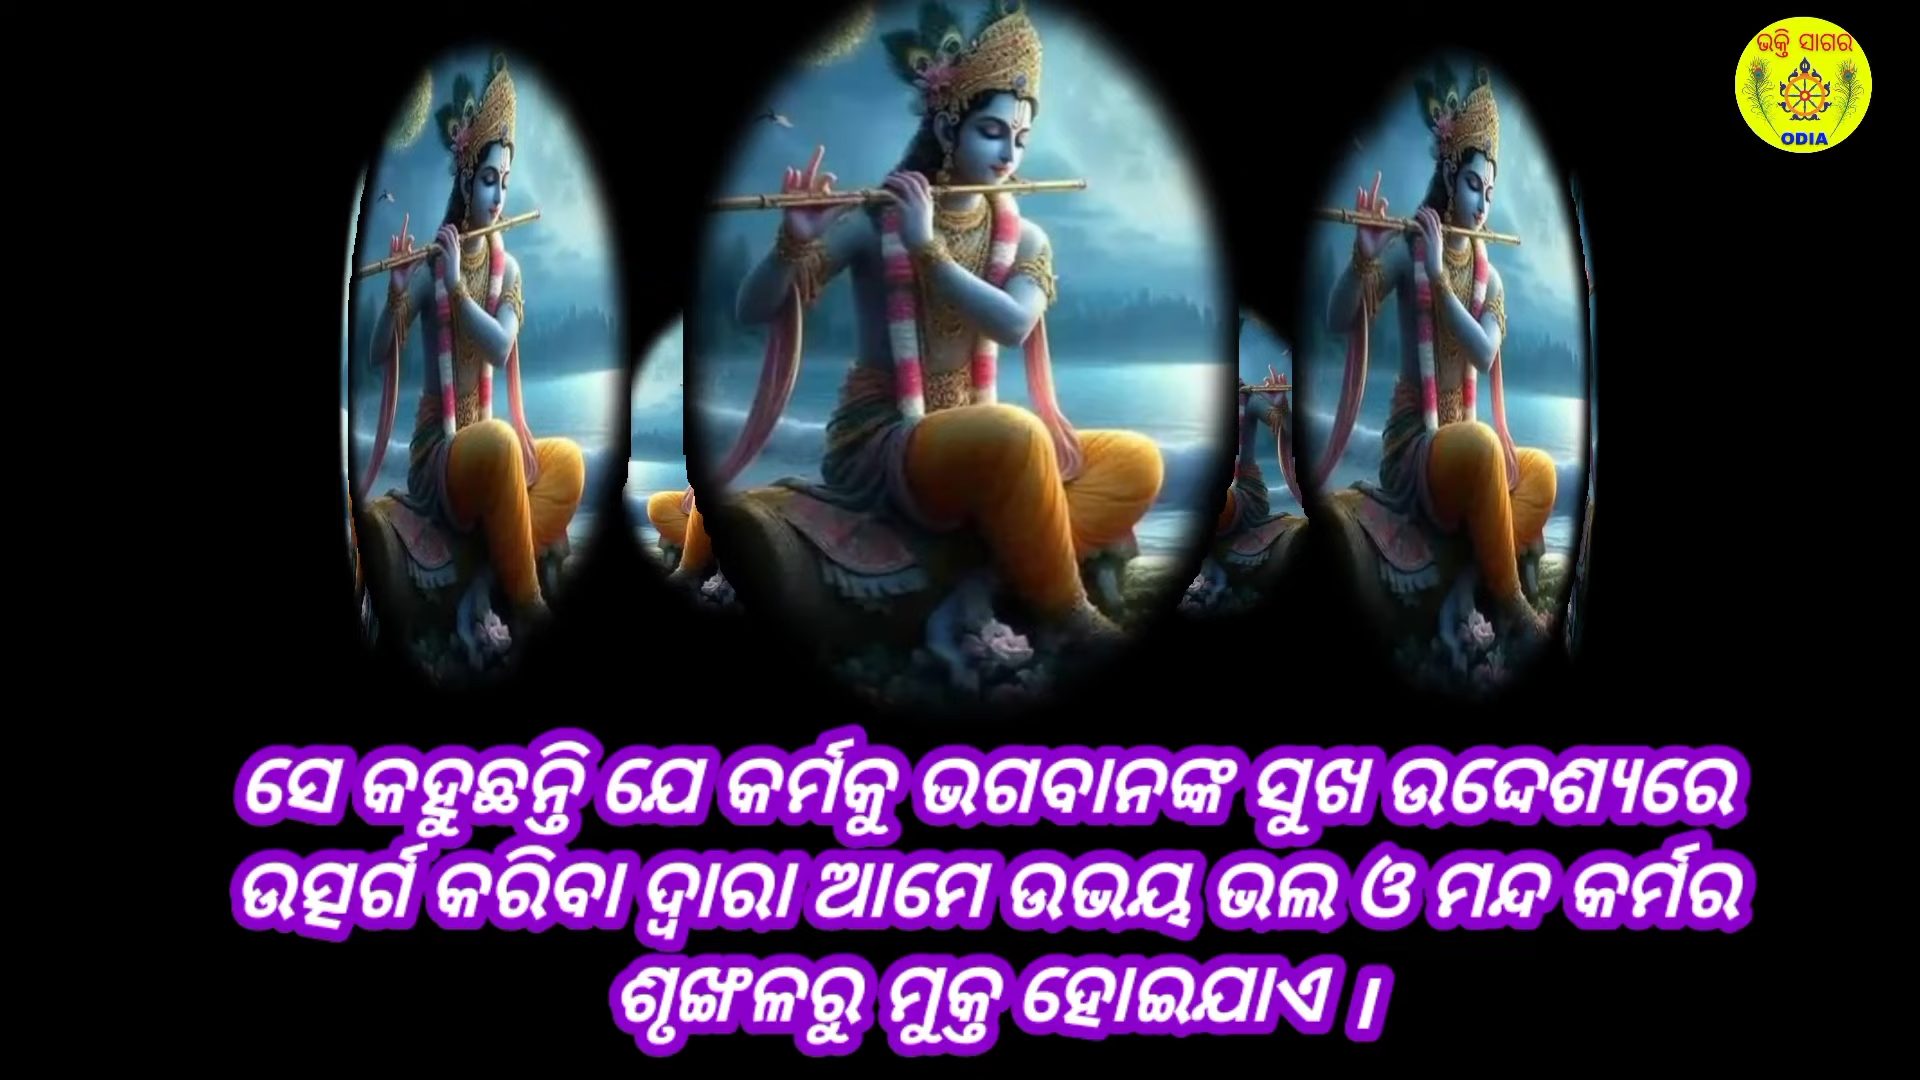 ଭକ୍ତି ସାଗର
ODIA
ସେ କହୁଛନ୍ତି ଯେ କର୍ମକୁ ଭଗବାନଙ୍କ ସୁଖ ଉଦ୍ଦେଶ୍ୟରେ
ଉତ୍ସର୍ଗ କରିବା ଦ୍ୱାରା ଆମେ ଉଭୟ ଭଲ ଓ ମନ୍ଦ କର୍ମର
ଶୃଙ୍ଖଳରୁ ମୁକ୍ତ ହୋଇଯାଏ ।